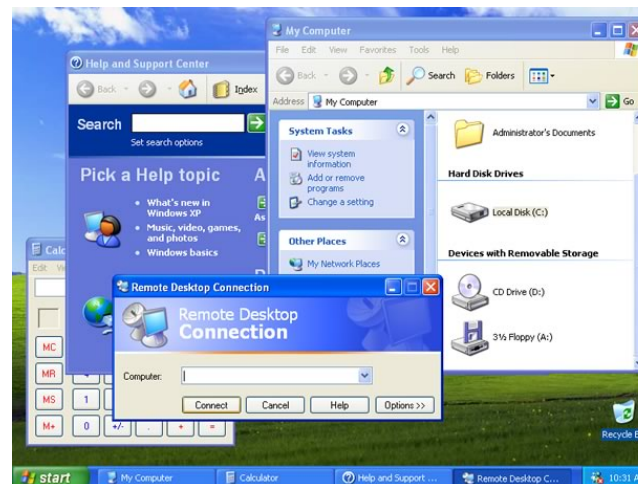 My Computer
File Edit View Favorites Tools Help
Back Search Folders
Address My Computer Go
System Tasks
View system
information
Add or remove
programs
Change a setting
Other Places
My Network Places
Administrator's Documents
Hard Disk Drives
Local Disk (C:)
Devices with Removable Storage
CD Drive (D:)
3½ Floppy (A:)
Help and Support Center
Back Index
Search
Set search options
Pick a Help topic
What's new in
Windows XP
Music, video, games,
and photos
Windows basics
Edit
MC
MR
MS 1
M+ 0 +/- . + =
Remote Desktop Connection
Remote Desktop
Connection
Computer:
Connect Cancel Help Options >>
Recycle
start My Computer Calculator Help and Support ... Remote Desktop C... 10:31